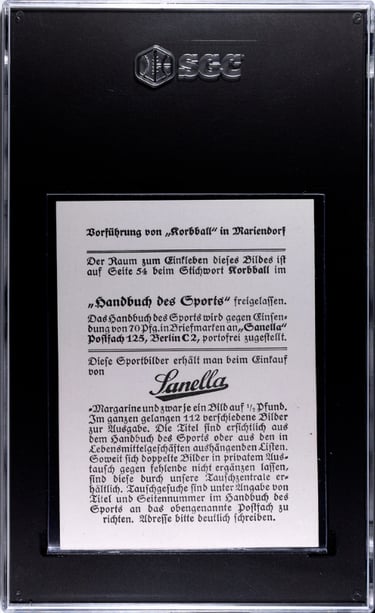 SGC
Vorführung von „Korbball" in Mariendorf
Der Raum zum Einkleben dieses Bildes ist
auf Seite 54 beim Stichwort Korbball im
„Handbuch des Sports" freigelassen.
Das Handbuch des Sports wird gegen Einsen-
dung von 70 Pfg. in Briefmarken an „Sanella"
Postfach 125, Berlin C 2, portofrei zugestellt.
Diese Sportbilder erhält man beim Einkauf
von
Sanella
-Margarine und zwar je ein Bild auf ½ Pfund.
Im ganzen gelangen 112 verschiedene Bilder
zur Ausgabe. Die Titel sind ersichtlich aus
dem Handbuch des Sports oder aus den in
Lebensmittelgeschäften aushängenden Listen.
Soweit sich doppelte Bilder in privatem Aus-
tausch gegen fehlende nicht ergänzen lassen,
sind diese durch unsere Tauschzentrale er-
hältlich. Tauschgesuche sind unter Angabe von
Titel und Seitennummer im Handbuch des
Sports an das obengenannte Postfach zu
richten. Adresse bitte deutlich schreiben.